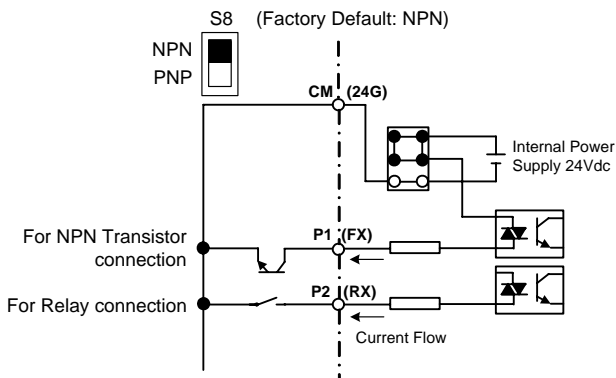 S8 (Factory Default: NPN)
NPN
PNP
CM (24G)
Internal Power
Supply 24Vdc
For NPN Transistor
connection
P1 (FX)
For Relay connection
P2 (RX)
Current Flow